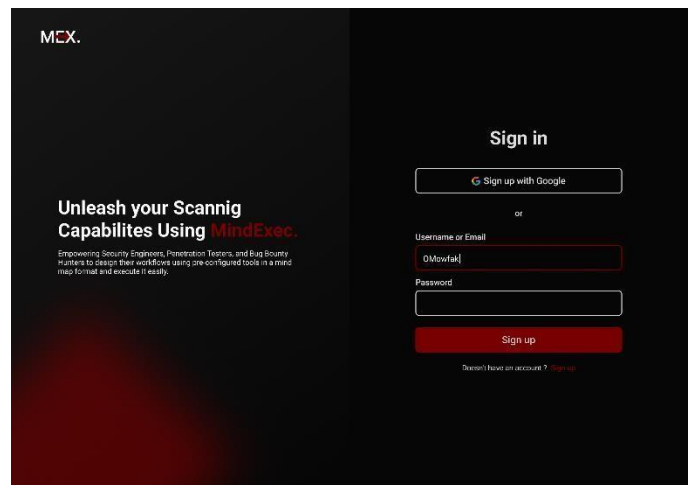 MEX.
Unleash your Scannig
Capabilites Using MindExec.
Empowering Security Engineers, Penetration Testers, and Bug Bounty
Hunters to design their workflows using pre-configured tools in a mind
map format and execute it easily.
Sign in
Sign up with Google
or
Username or Email
OMowfak
Password
Sign up
Doesn't have an account ? Sign up